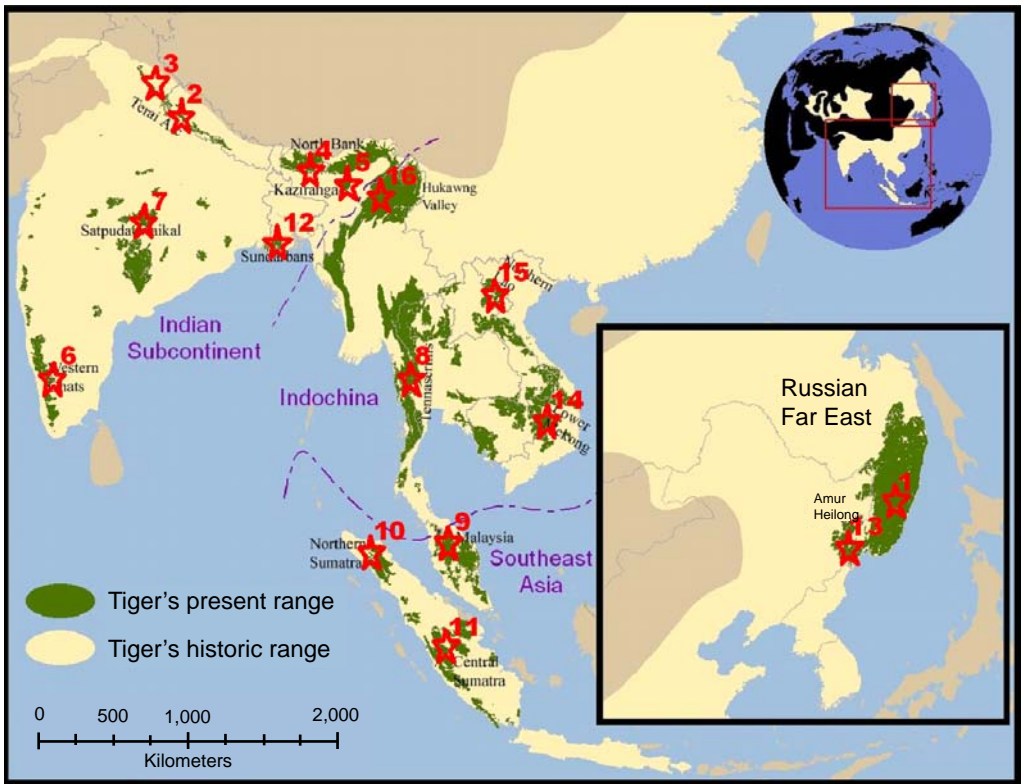 3
2
Terai Arc
North Bank
4
5
Kaziranga
16
Hukawng
Valley
7
Satpuda Maikal
12
Sundarbans
15
Northern
Lao
Indian
Subcontinent
6
Western
Ghats
8
Tennaserims
Indochina
14
Lower
Mekong
Russian
Far East
1
Amur
Heilong
13
10
9
Northern
Sumatra
Malaysia
Southeast
Asia
11
Central
Sumatra
Tiger's present range
Tiger's historic range
0 500 1,000 2,000
Kilometers